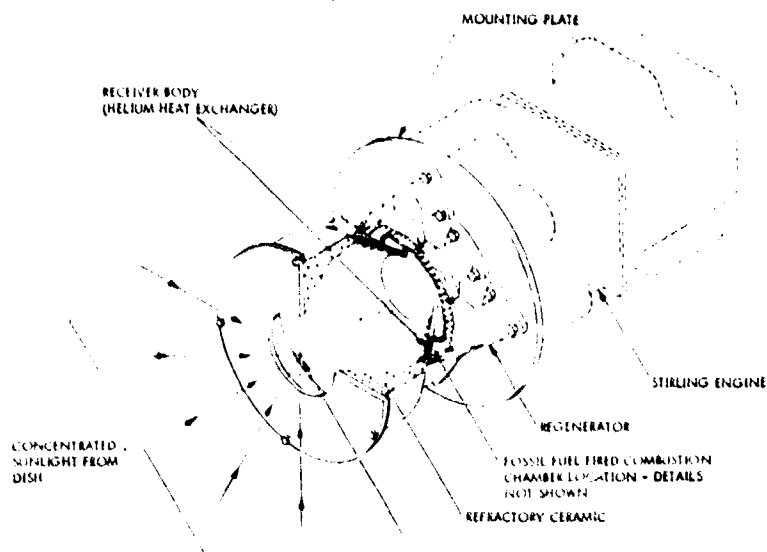 MOUNTING PLATE
RECEIVER BODY
(HELIUM HEAT EXCHANGER)
STIRLING ENGINE
REGENERATOR
CONCENTRATED
SUNLIGHT FROM
DISH
FOSSIL FUEL FIRED COMBUSTION
CHAMBER LOCATION - DETAILS
NOT SHOWN
REFRACTORY CERAMIC